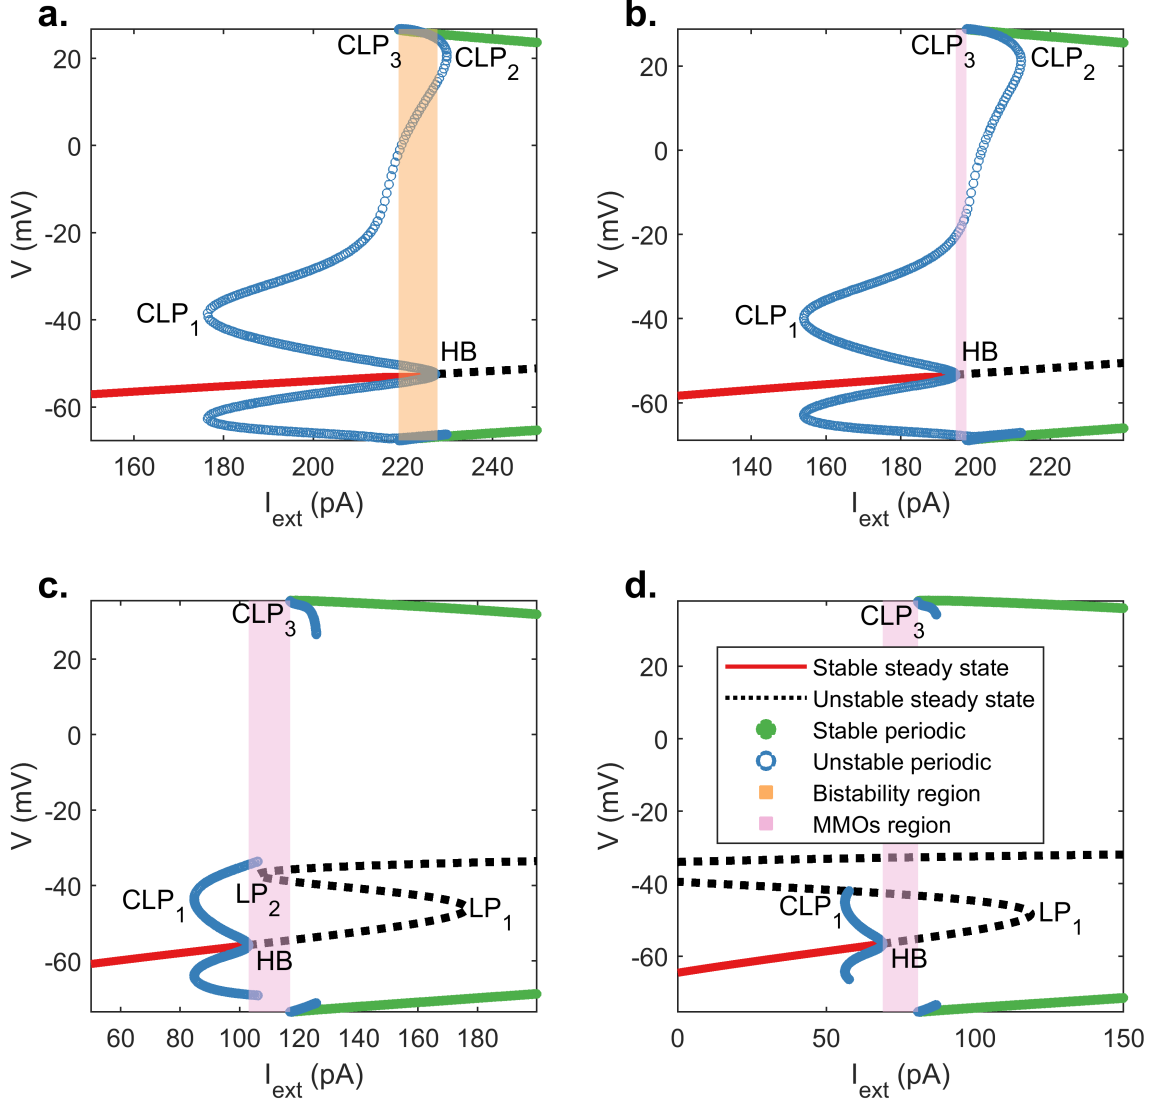 a.
CLP3
CLP2
CLP1
HB
20
0
-20
-40
-60
V (mV)
160 180 200 220 240
Iext (pA)
b.
CLP3
CLP2
CLP1
HB
20
0
-20
-40
-60
V (mV)
140 160 180 200 220
Iext (pA)
c.
CLP3
CLP1
LP2
LP1
HB
20
0
-20
-40
-60
V (mV)
60 80 100 120 140 160 180
Iext (pA)
d.
CLP3
Stable steady state
Unstable steady state
Stable periodic
Unstable periodic
Bistability region
MMOs region
CLP1
LP1
HB
20
0
-20
-40
-60
V (mV)
0 50 100 150
Iext (pA)